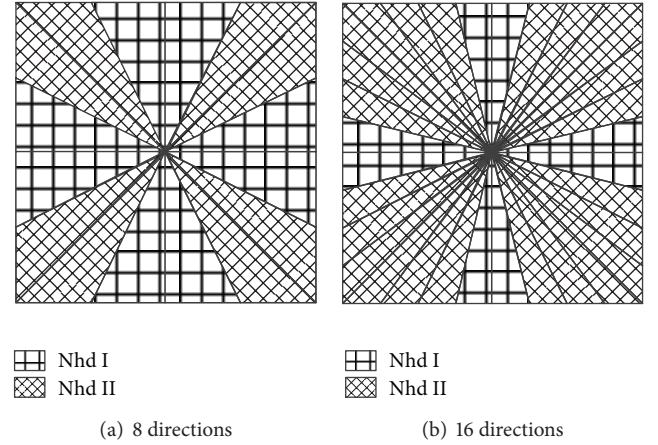 Nhd I
Nhd II
(a) 8 directions
Nhd I
Nhd II
(b) 16 directions